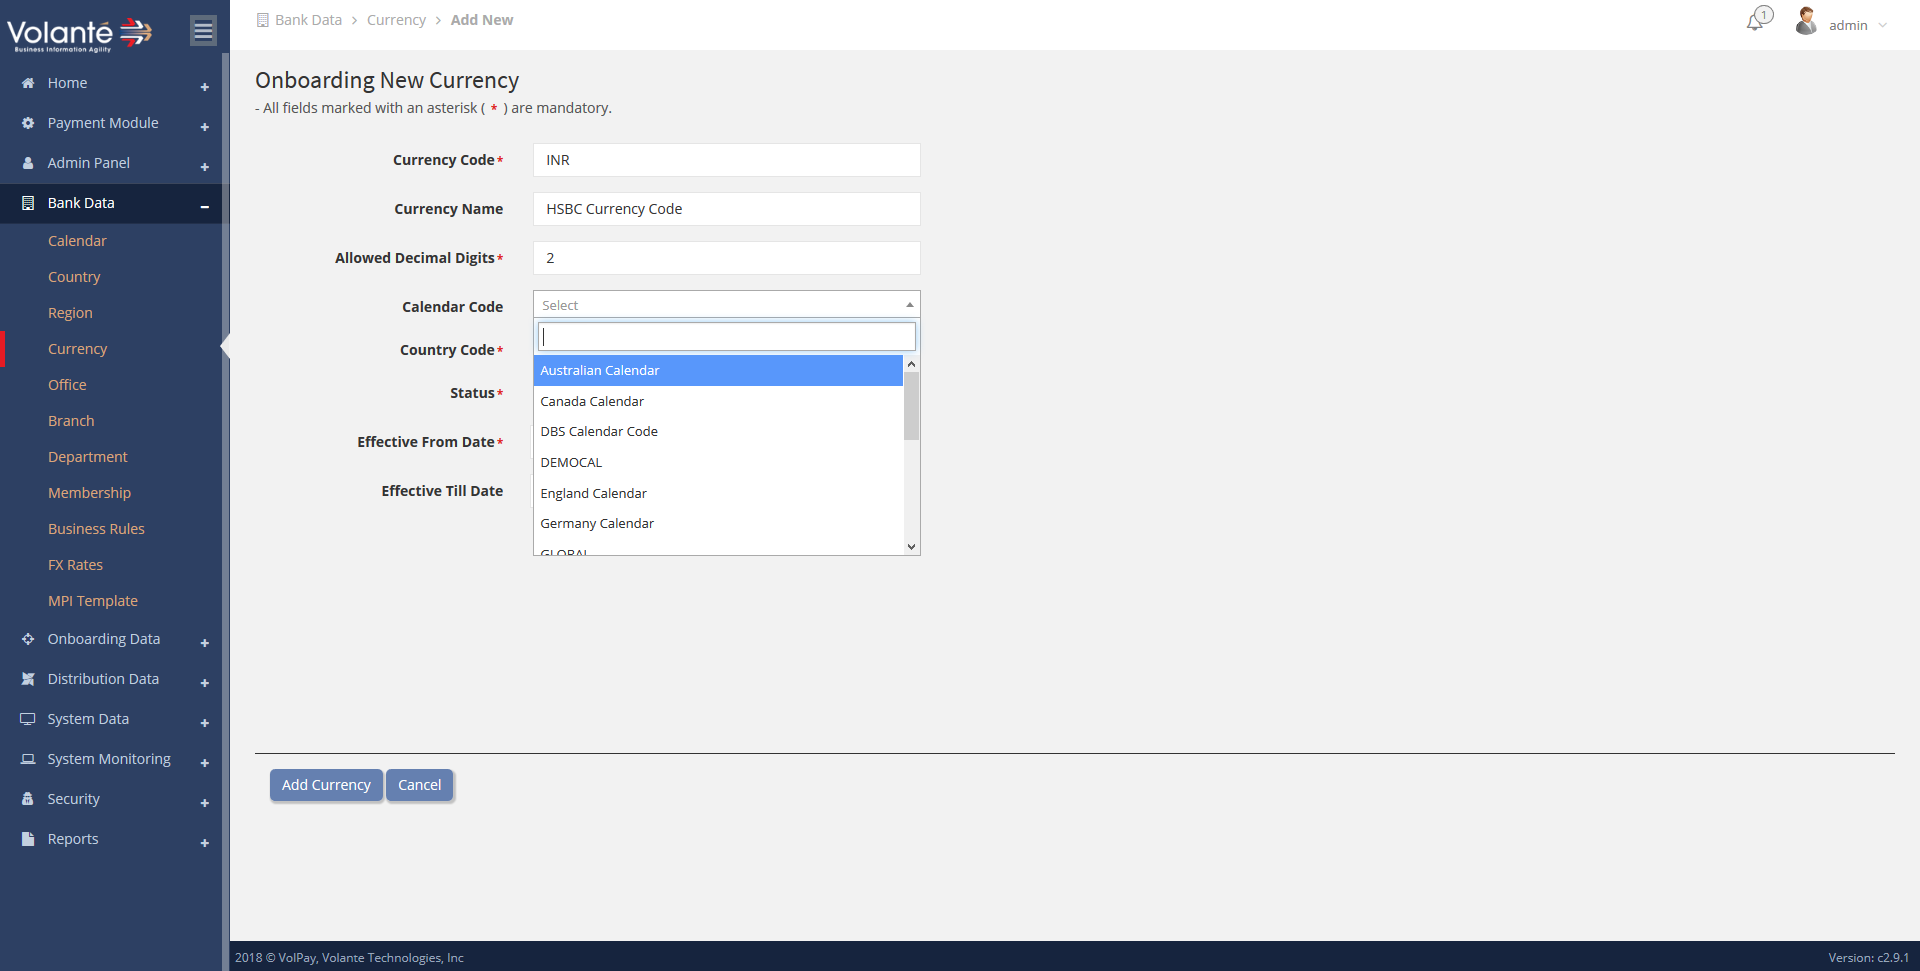 Volanté
Business Information Agility
Bank Data > Currency > Add New
1
admin
Home
Payment Module
Admin Panel
Bank Data
Calendar
Country
Region
Currency
Office
Branch
Department
Membership
Business Rules
FX Rates
MPI Template
Onboarding Data
Distribution Data
System Data
System Monitoring
Security
Reports
Onboarding New Currency
- All fields marked with an asterisk ( * ) are mandatory.
Currency Code* INR
Currency Name HSBC Currency Code
Allowed Decimal Digits* 2
Calendar Code Select
Country Code*
Status*
Effective From Date*
Effective Till Date
Australian Calendar
Canada Calendar
DBS Calendar Code
DEMOCAL
England Calendar
Germany Calendar
GLOBAL
Add Currency Cancel
2018 © VolPay, Volante Technologies, Inc
Version: c2.9.1